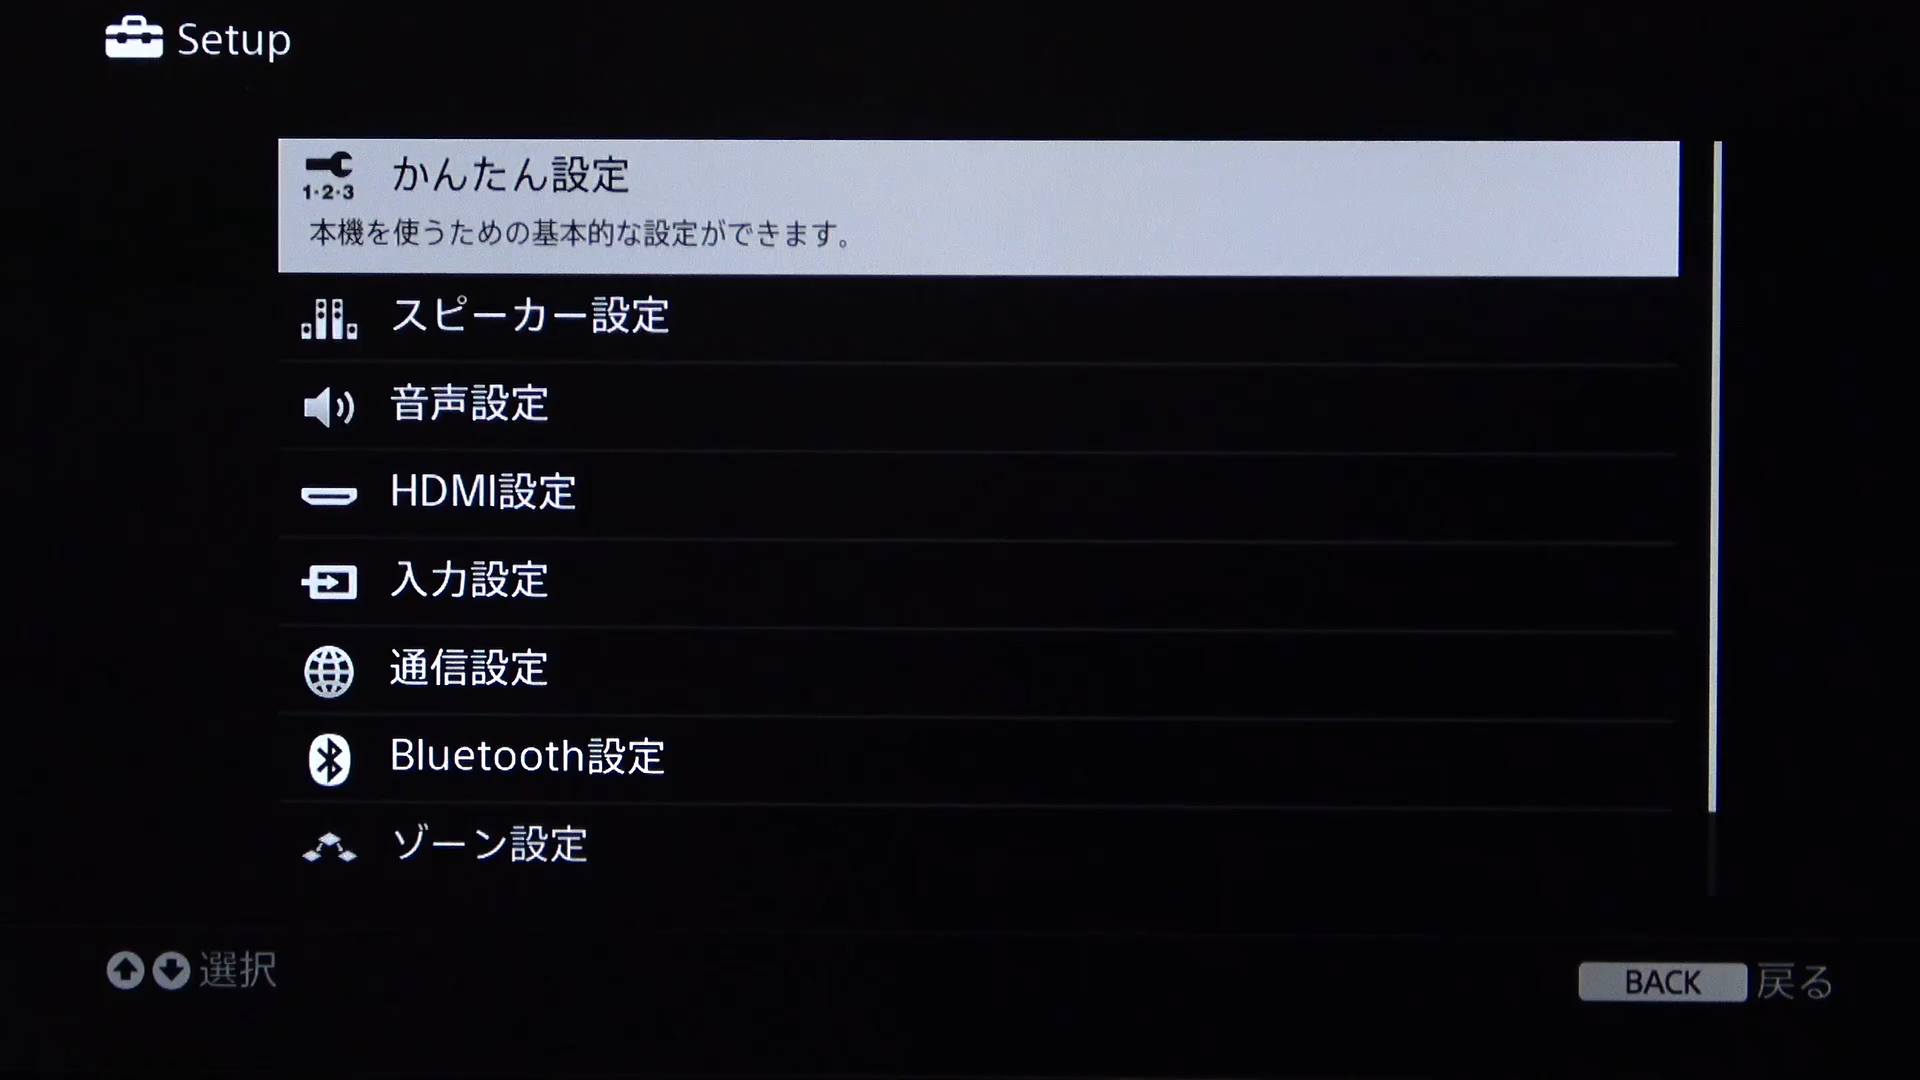 Setup
1·2·3
かんたん設定
本機を使うための基本的な設定ができます。
スピーカー設定
音声設定
HDMI設定
入力設定
通信設定
Bluetooth設定
ゾーン設定
選択
BACK 戻る